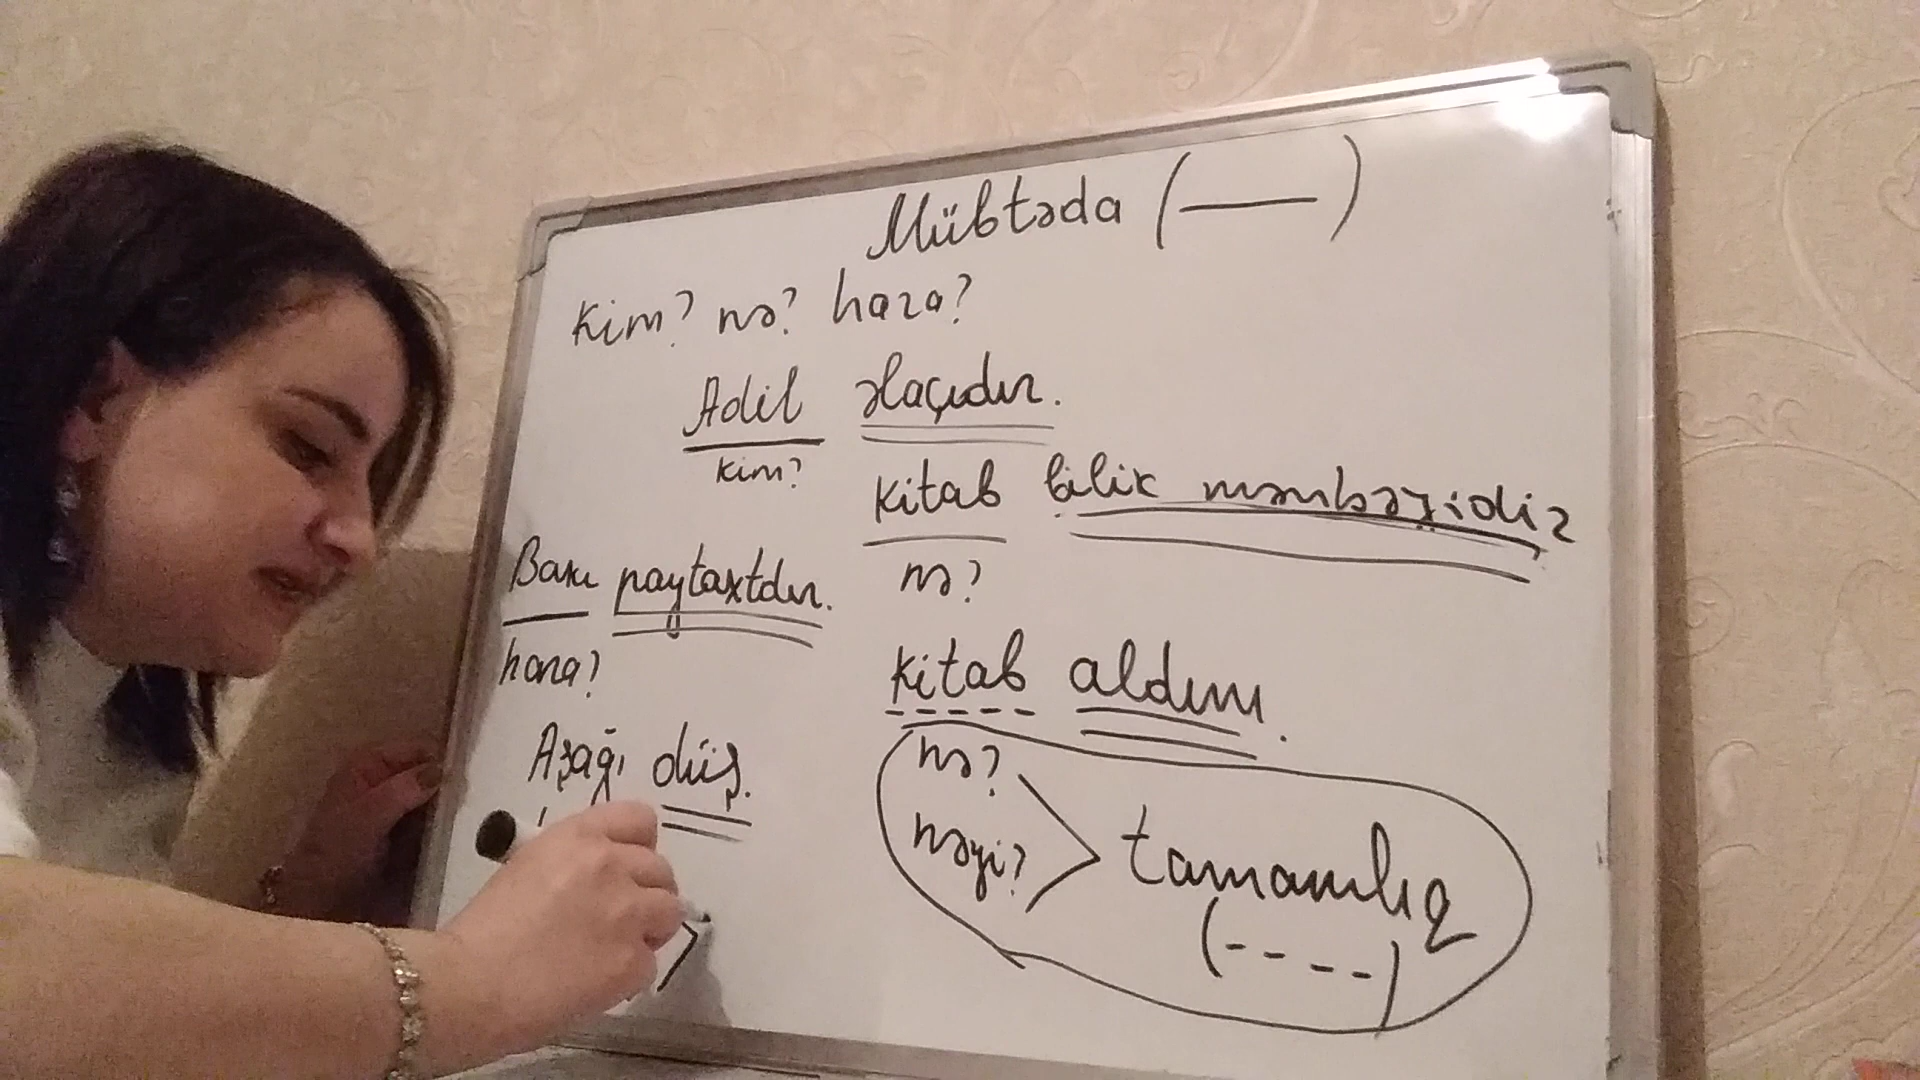 Mübtəda (—)
Kim? nə? hara?
Adil əlaçıdır.
kim?
Kitab bilik mənbəyidir
nə?
Bakı paytaxtdır.
hara?
Kitab aldım.
nə?
nəyi?
tamamlıq
(----)
Aşağı düş.